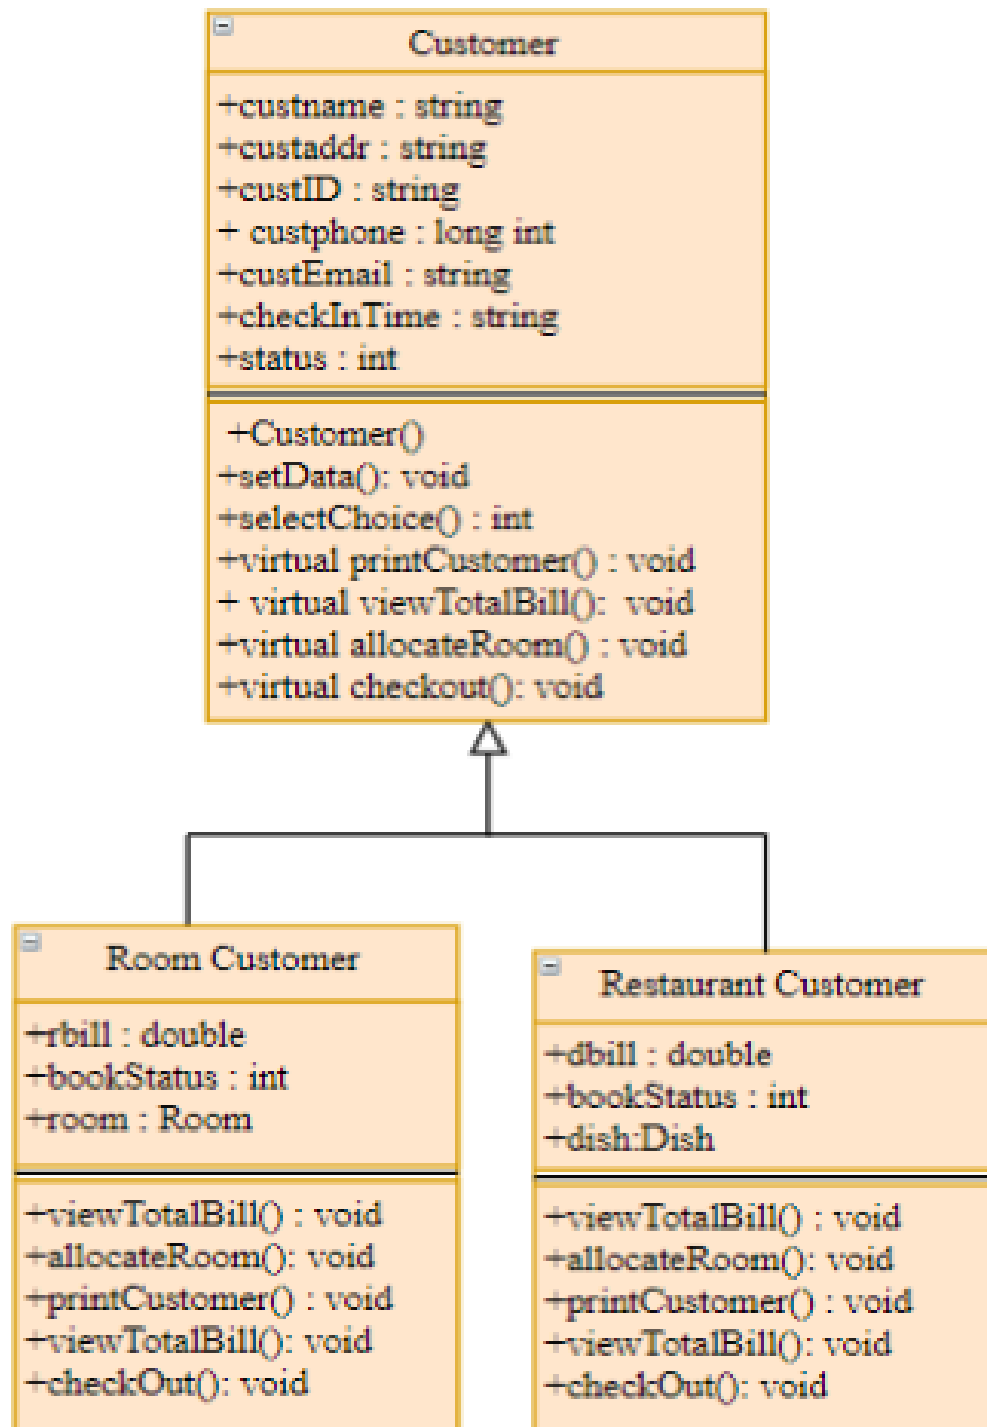 Customer
+custname : string
+custaddr : string
+custID : string
+ custphone : long int
+custEmail : string
+checkInTime : string
+status : int
+Customer()
+setData(): void
+selectChoice() : int
+virtual printCustomer() : void
+ virtual viewTotalBill():  void
+virtual allocateRoom() : void
+virtual checkout(): void
Room Customer
+rbill : double
+bookStatus : int
+room : Room
+viewTotalBill() : void
+allocateRoom(): void
+printCustomer() : void
+viewTotalBill(): void
+checkOut(): void
Restaurant Customer
+dbill : double
+bookStatus : int
+dish:Dish
+viewTotalBill() : void
+allocateRoom(): void
+printCustomer() : void
+viewTotalBill(): void
+checkOut(): void